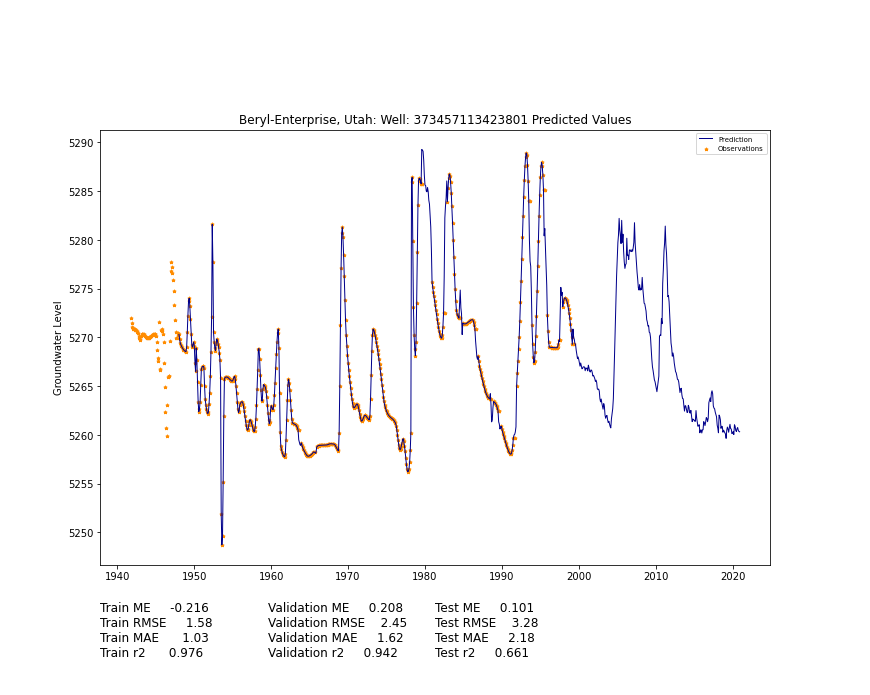 Beryl-Enterprise, Utah: Well: 373457113423801 Predicted Values
Prediction
Observations
Groundwater Level
5290
5285
5280
5275
5270
5265
5260
5255
5250
1940 1950 1960 1970 1980 1990 2000 2010 2020
Train ME -0.216 Validation ME 0.208 Test ME 0.101
Train RMSE 1.58 Validation RMSE 2.45 Test RMSE 3.28
Train MAE 1.03 Validation MAE 1.62 Test MAE 2.18
Train r2 0.976 Validation r2 0.942 Test r2 0.661